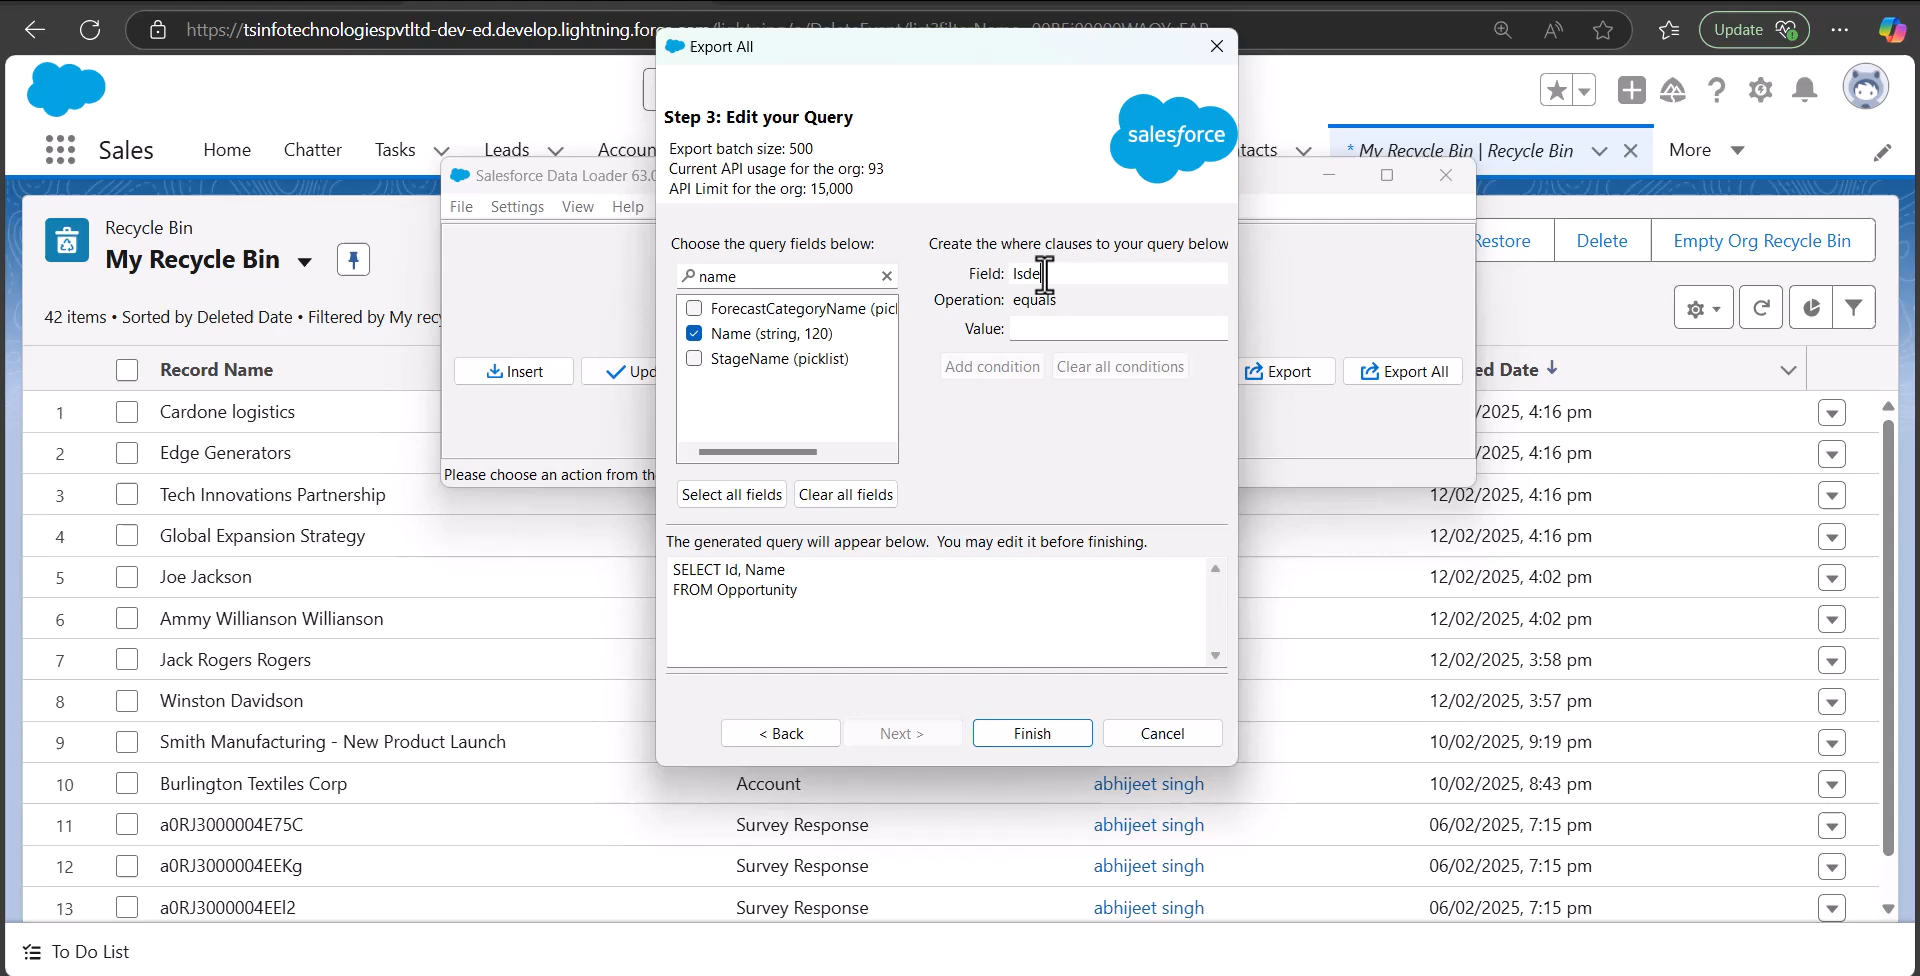 https://tsinfotechnologiespvtltd-dev-ed.develop.lightning.for
Update
Export All
Step 3: Edit your Query
Export batch size: 500
Current API usage for the org: 93
API Limit for the org: 15,000
salesforce
Sales
Home
Chatter
Tasks
Leads
Accoun
tacts
* My Recycle Bin | Recycle Bin
More
Salesforce Data Loader 63.0
File
Settings
View
Help
Recycle Bin
My Recycle Bin
Restore
Delete
Empty Org Recycle Bin
42 items • Sorted by Deleted Date • Filtered by My recy
Choose the query fields below:
name
ForecastCategoryName (picl
Name (string, 120)
StageName (picklist)
Select all fields
Clear all fields
Create the where clauses to your query below
Field: Isde
Operation: equals
Value:
Add condition
Clear all conditions
Insert
Upd
Export
Export All
Please choose an action from th
The generated query will appear below. You may edit it before finishing.
SELECT Id, Name
FROM Opportunity
< Back
Next >
Finish
Cancel
Record Name
ed Date
1 Cardone logistics /2025, 4:16 pm
2 Edge Generators /2025, 4:16 pm
3 Tech Innovations Partnership 12/02/2025, 4:16 pm
4 Global Expansion Strategy 12/02/2025, 4:16 pm
5 Joe Jackson 12/02/2025, 4:02 pm
6 Ammy Willianson Willianson 12/02/2025, 4:02 pm
7 Jack Rogers Rogers 12/02/2025, 3:58 pm
8 Winston Davidson 12/02/2025, 3:57 pm
9 Smith Manufacturing - New Product Launch 10/02/2025, 9:19 pm
10 Burlington Textiles Corp Account abhijeet singh 10/02/2025, 8:43 pm
11 a0RJ3000004E75C Survey Response abhijeet singh 06/02/2025, 7:15 pm
12 a0RJ3000004EEKg Survey Response abhijeet singh 06/02/2025, 7:15 pm
13 a0RJ3000004EEl2 Survey Response abhijeet singh 06/02/2025, 7:15 pm
To Do List